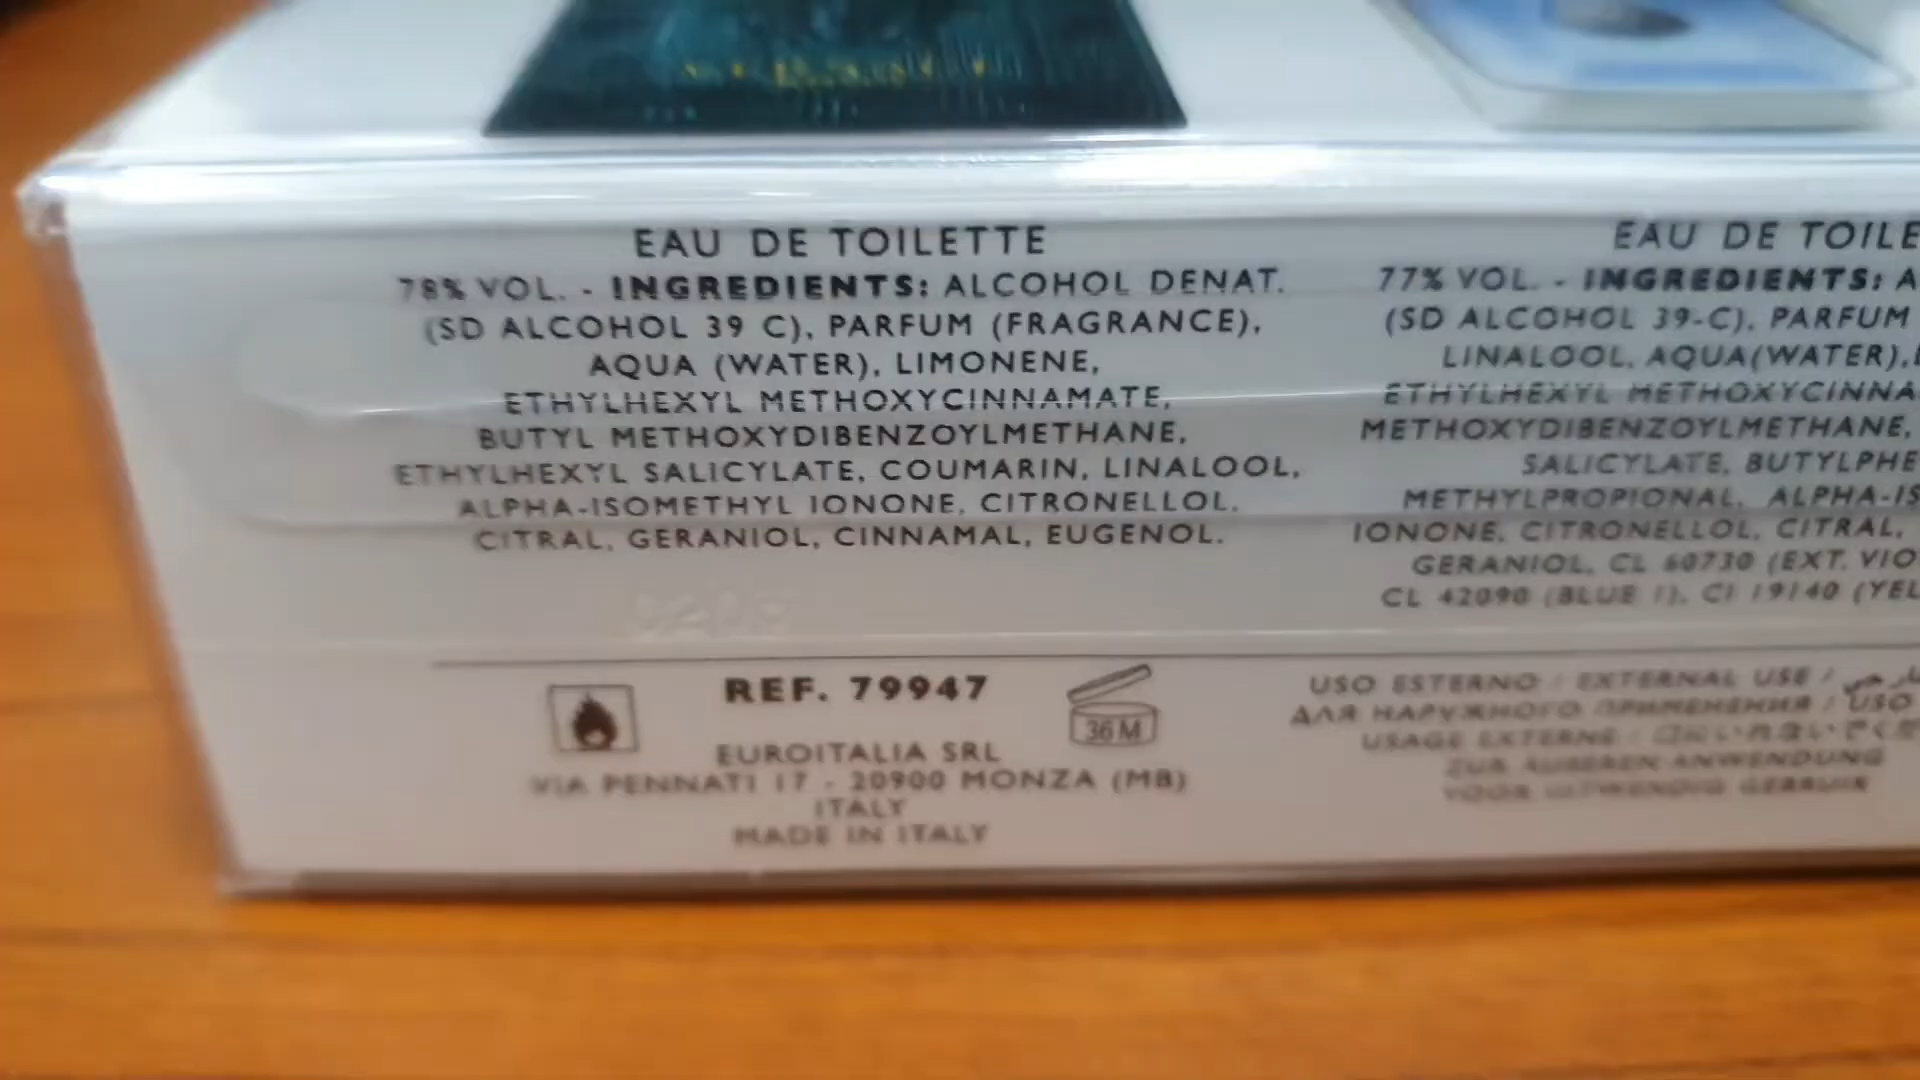 EAU DE TOILETTE
78% VOL. - INGREDIENTS: ALCOHOL DENAT.
(SD ALCOHOL 39 C), PARFUM (FRAGRANCE),
AQUA (WATER), LIMONENE,
ETHYLHEXYL METHOXYCINNAMATE,
BUTYL METHOXYDIBENZOYLMETHANE,
ETHYLHEXYL SALICYLATE, COUMARIN, LINALOOL,
ALPHA-ISOMETHYL IONONE, CITRONELLOL,
CITRAL, GERANIOL, CINNAMAL, EUGENOL.
REF. 79947
36 M
EUROITALIA SRL
VIA PENNATI 17 - 20900 MONZA (MB)
ITALY
MADE IN ITALY
EAU DE TOILE
77% VOL. - INGREDIENTS: A
(SD ALCOHOL 39-C), PARFUM
LINALOOL, AQUA(WATER),
ETHYLHEXYL METHOXYCINNA
METHOXYDIBENZOYLMETHANE,
SALICYLATE, BUTYLPHE
METHYLPROPIONAL, ALPHA-IS
IONONE, CITRONELLOL, CITRAL,
GERANIOL, CL 60730 (EXT. VIO
CL 42090 (BLUE 1), CI 19140 (YEL
USO ESTERNO / EXTERNAL USE /
ДЛЯ НАРУЖНОГО ПРИМЕНЕНИЯ / USO
USAGE EXTERNE /
ZUR ÄUßEREN ANWENDUNG
VOOR UITWENDIG GEBRUIK